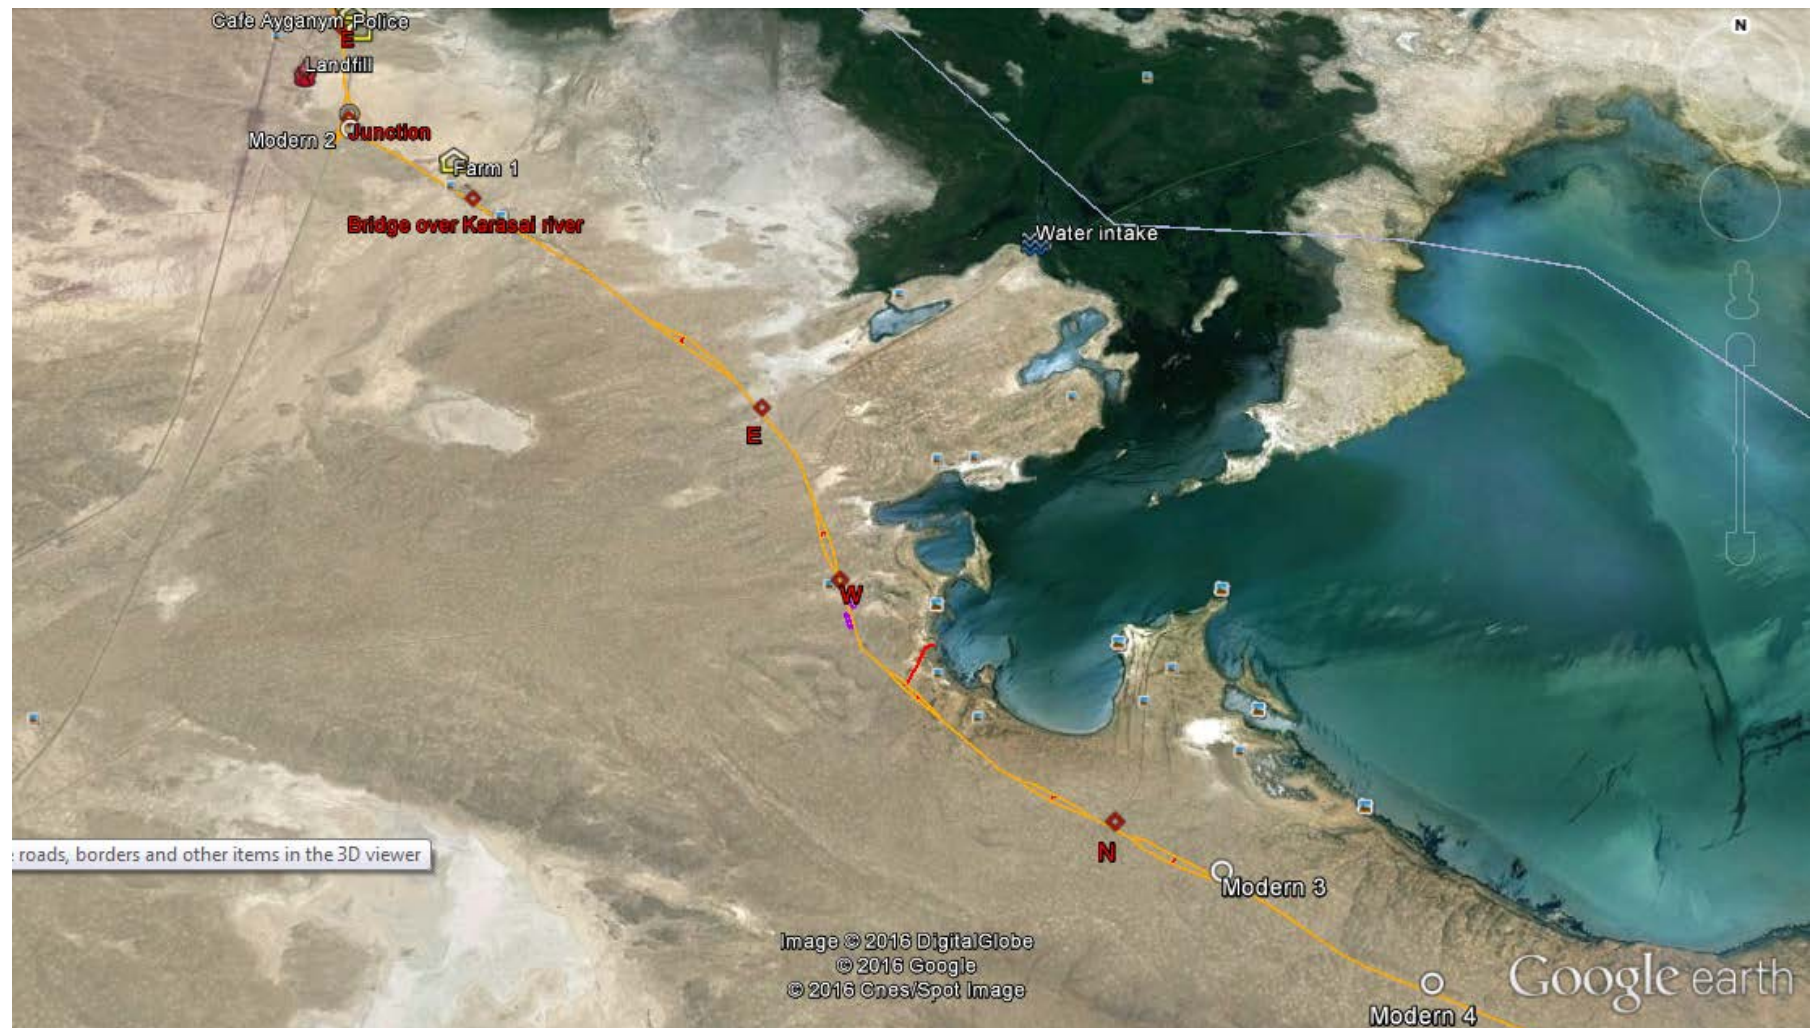 N
Cafe Ayganym-Police
E
Landfill
Junction
Modern 2
Farm 1
Bridge over Karasai river
Water intake
E
W
roads, borders and other items in the 3D viewer
N
Modern 3
Image © 2016 DigitalGlobe
© 2016 Google
© 2016 Cnes/Spot Image
Google earth
Modern 4